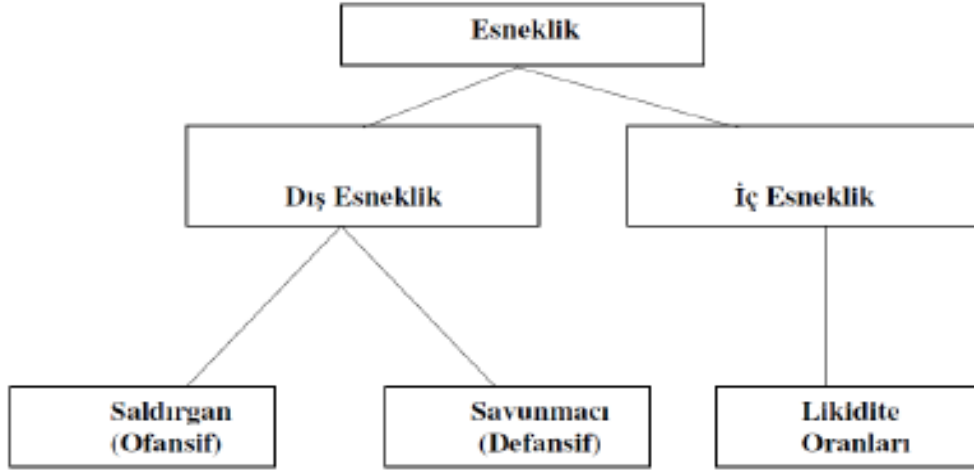 Esneklik
Dış Esneklik
İç Esneklik
Saldırgan
(Ofansif)
Savunmacı
(Defansif)
Likidite
Oranları